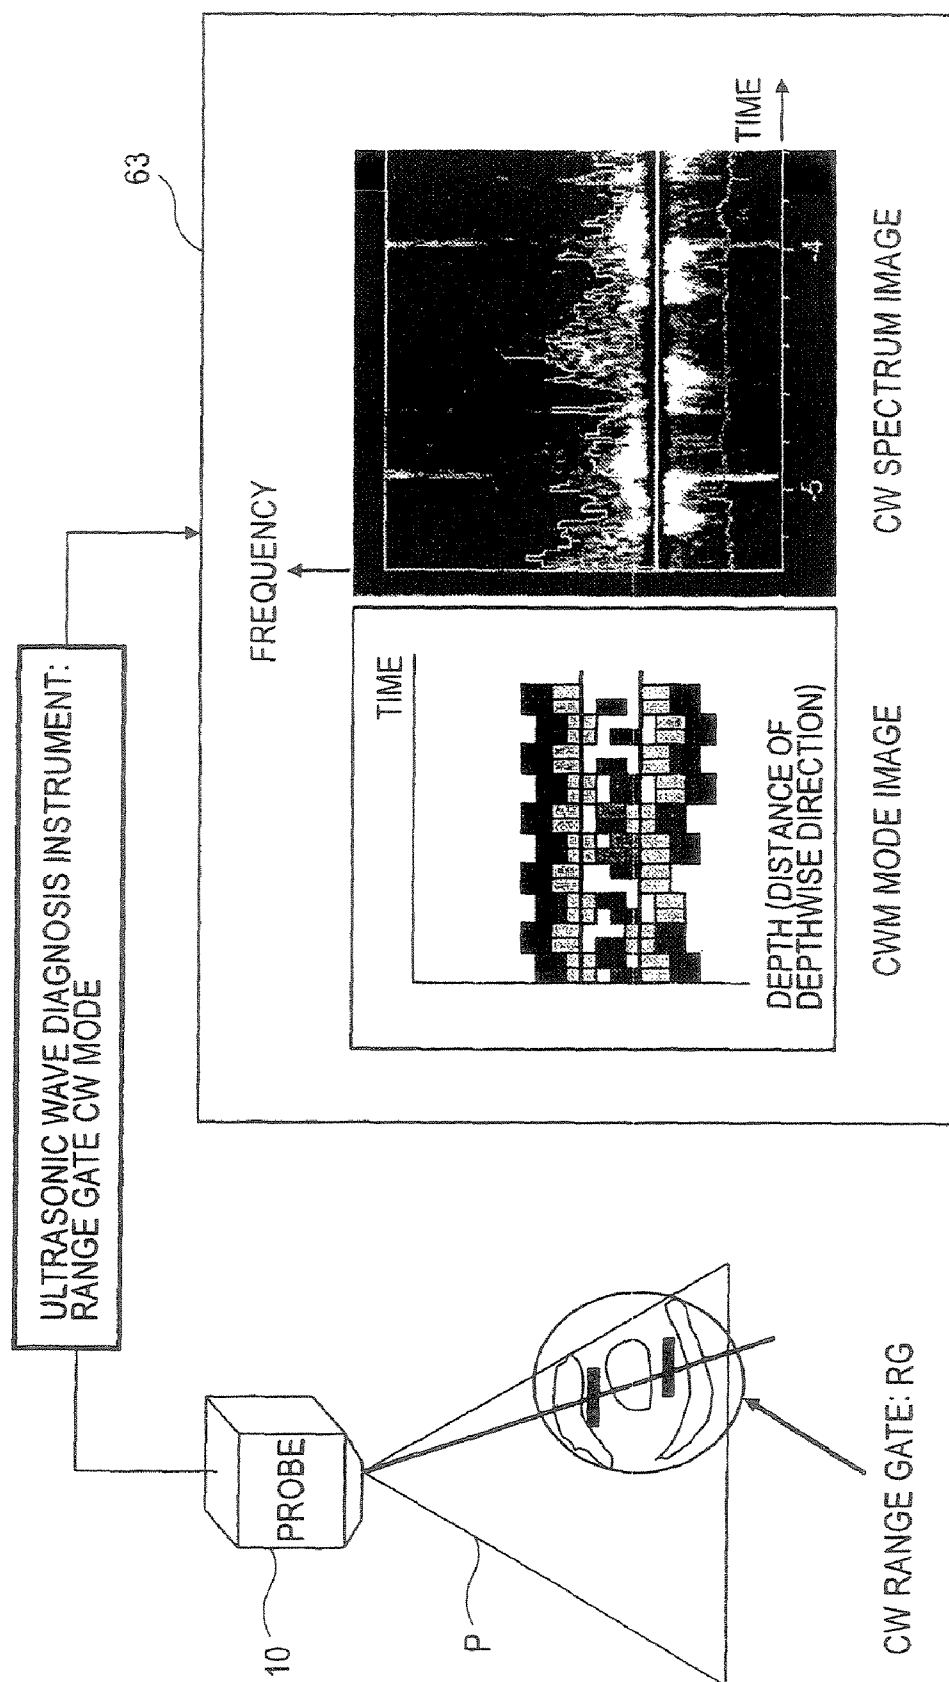 ULTRASONIC WAVE DIAGNOSIS INSTRUMENT:
RANGE GATE CW MODE
10
PROBE
P
CW RANGE GATE: RG
63
TIME
DEPTH (DISTANCE OF
DEPTHWISE DIRECTION)
CWM MODE IMAGE
FREQUENCY
TIME
-5
-4
CW SPECTRUM IMAGE